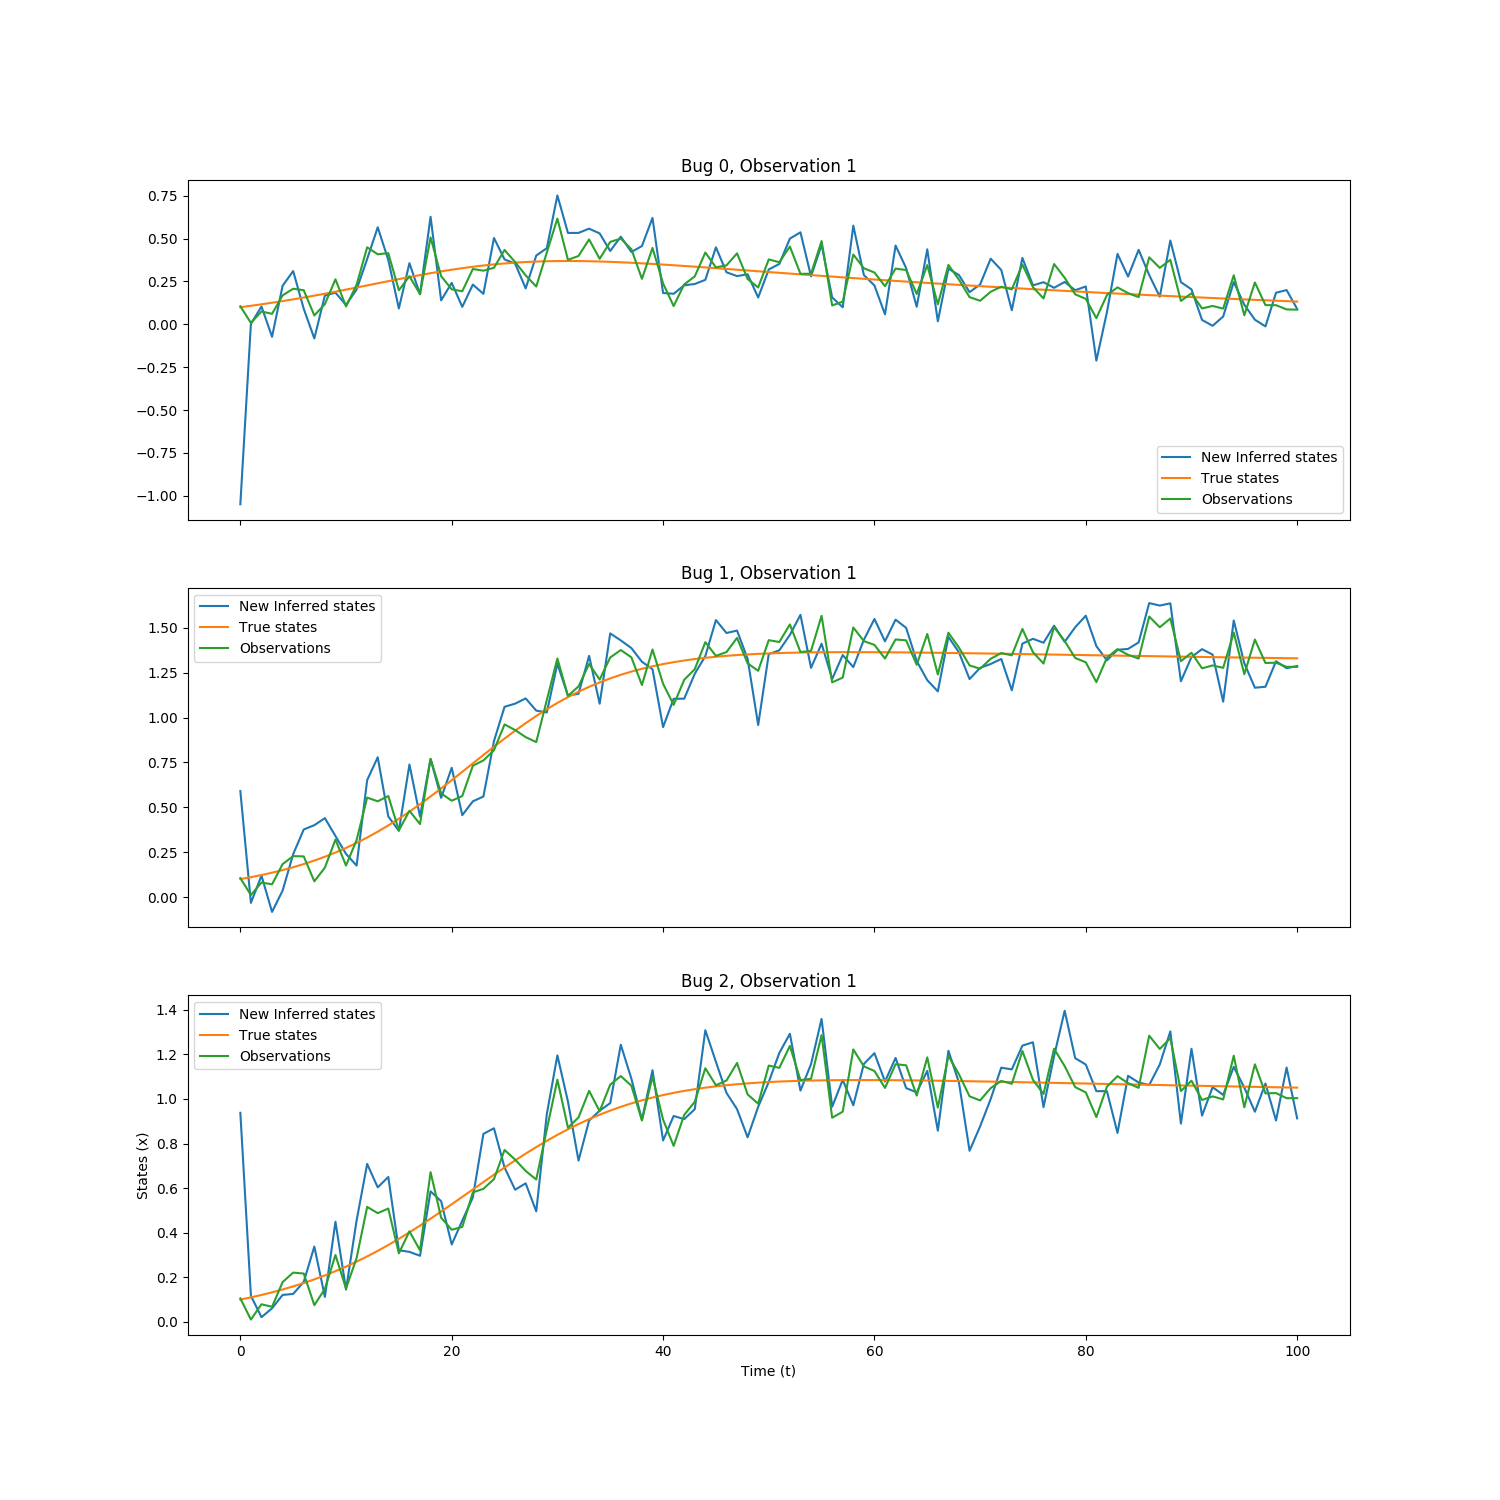 Bug 0, Observation 1
0.75
0.50
0.25
0.00
−0.25
−0.50
−0.75
−1.00
New Inferred states
True states
Observations
Bug 1, Observation 1
1.50
1.25
1.00
0.75
0.50
0.25
0.00
New Inferred states
True states
Observations
Bug 2, Observation 1
1.4
1.2
1.0
0.8
0.6
0.4
0.2
0.0
States (x)
New Inferred states
True states
Observations
0 20 40 60 80 100
Time (t)